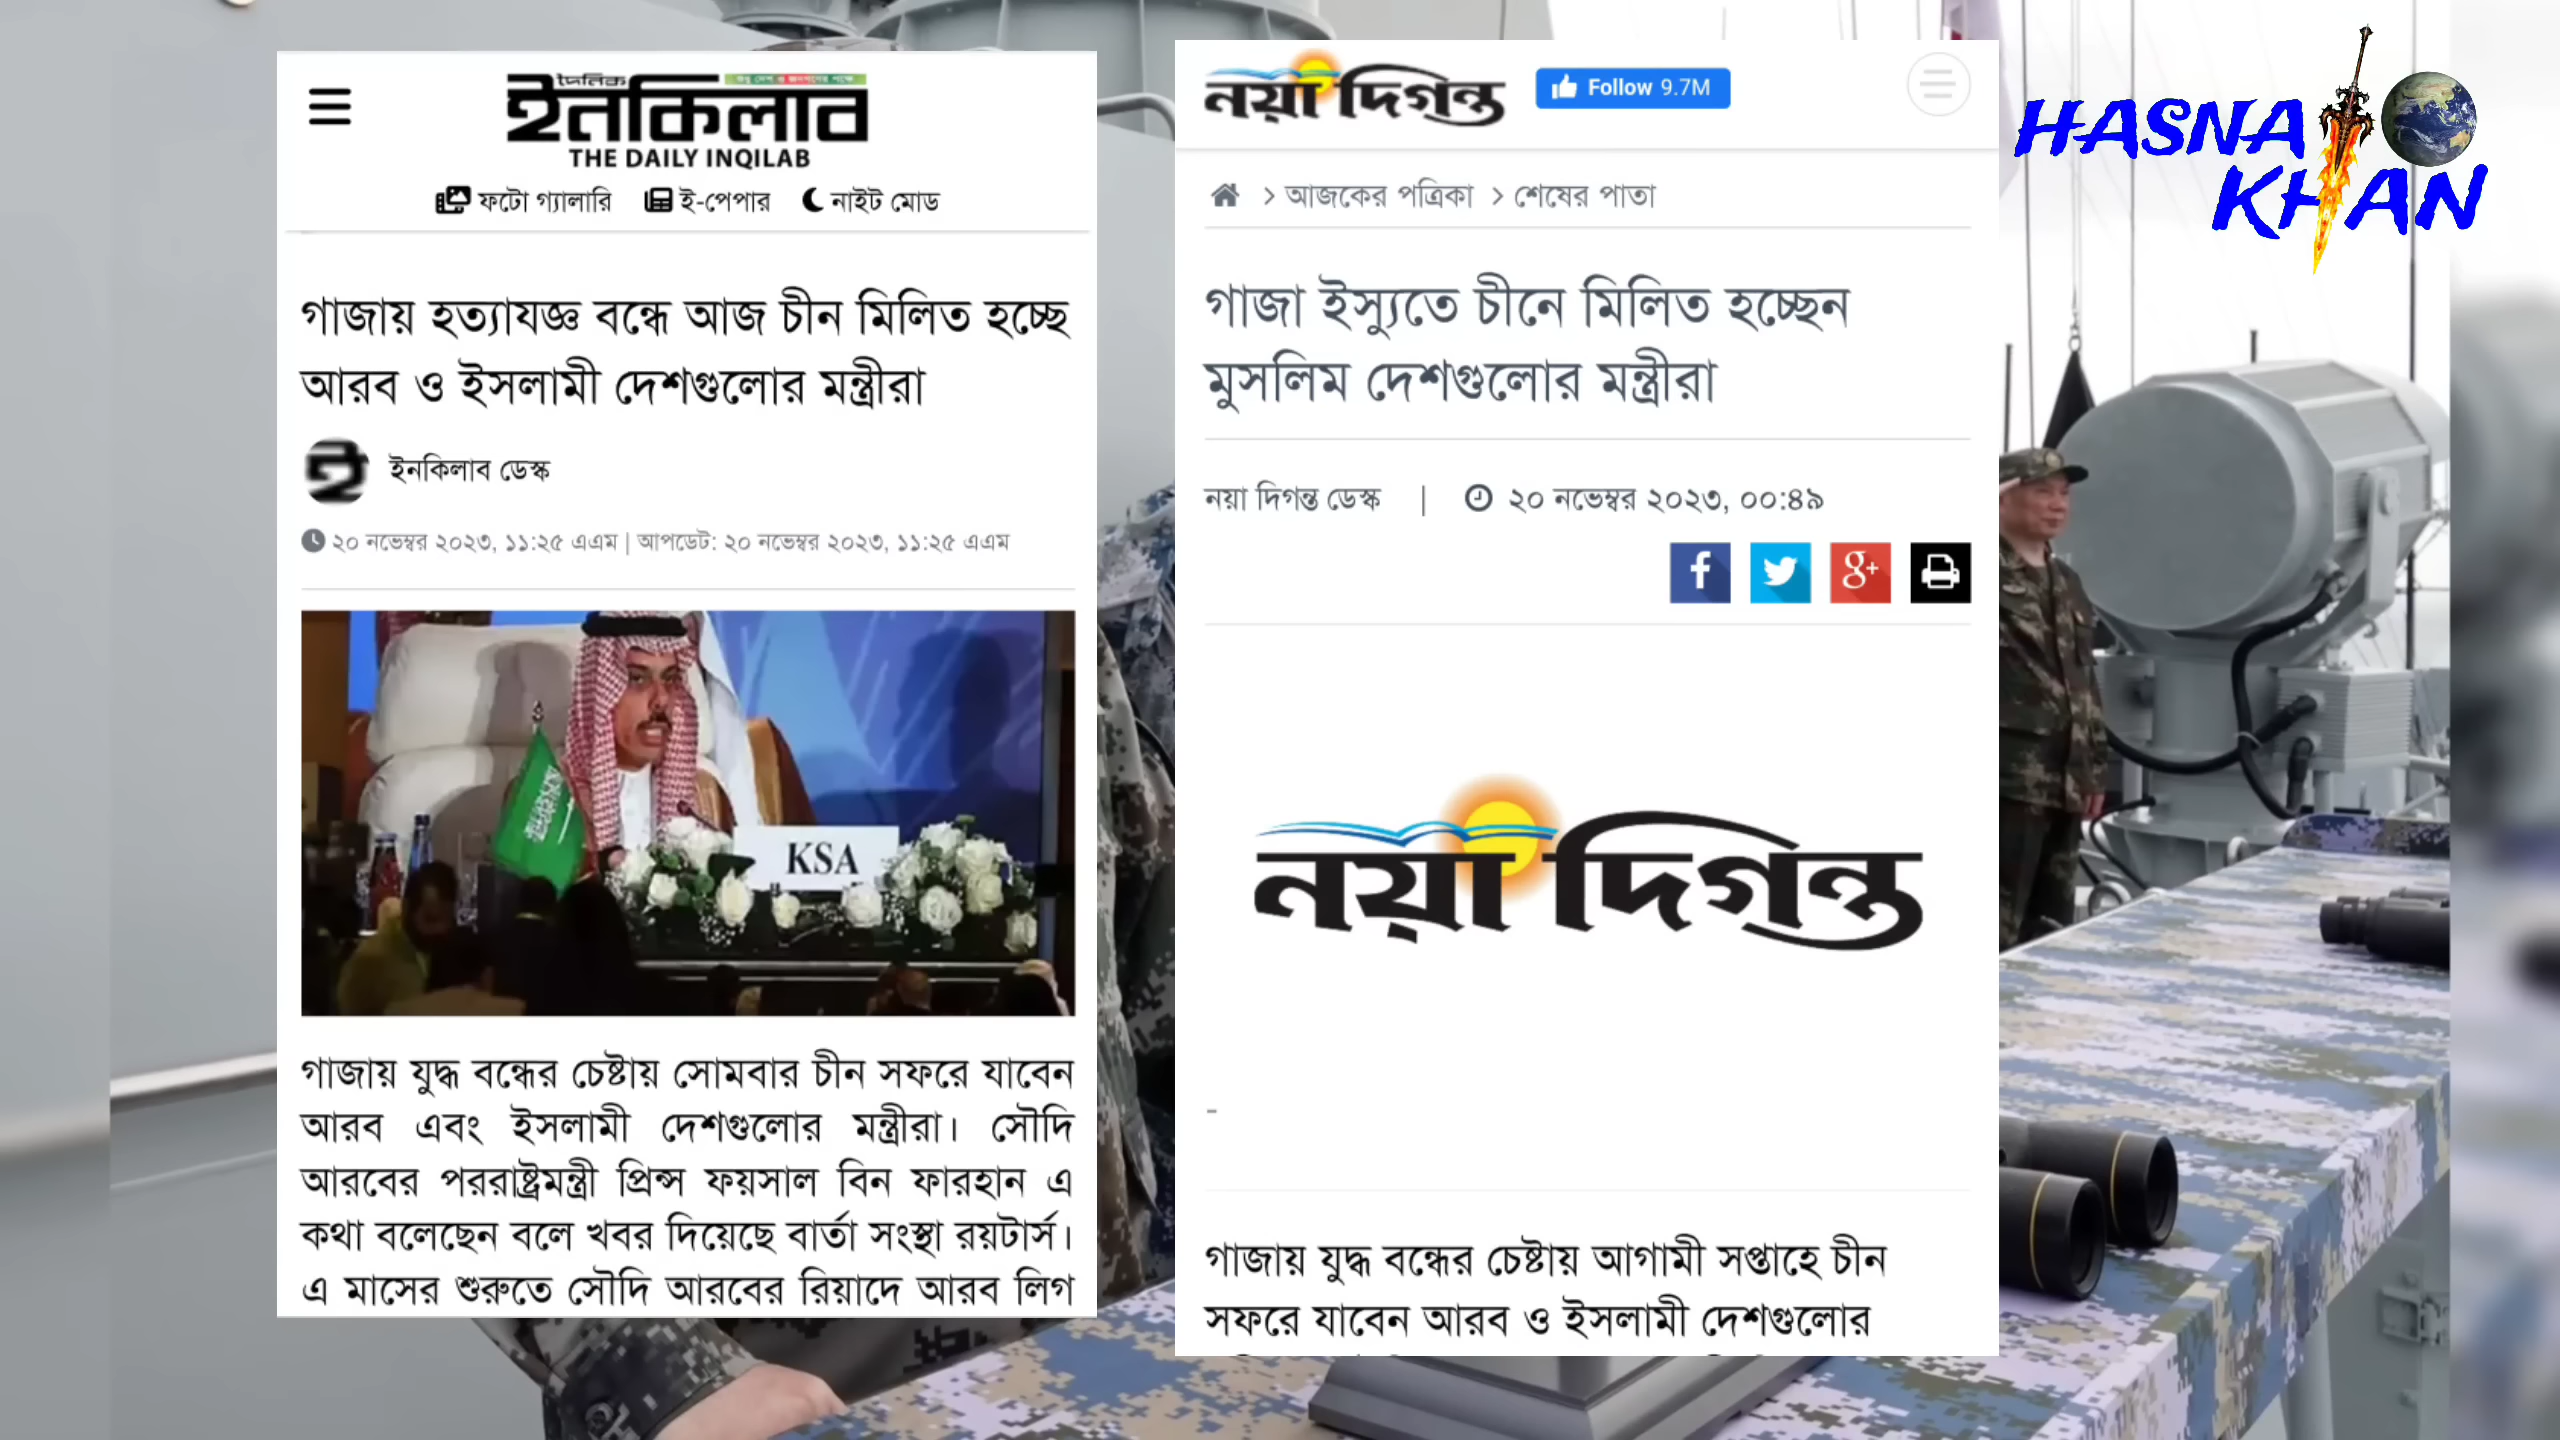 দৈনিক
শুধু দেশ ও জনগণের পক্ষে
ইনকিলাব
THE DAILY INQILAB
ফটো গ্যালারি ই-পেপার নাইট মোড
গাজায় হত্যাযজ্ঞ বন্ধে আজ চীন মিলিত হচ্ছে
আরব ও ইসলামী দেশগুলোর মন্ত্রীরা
ই
ইনকিলাব ডেস্ক
২০ নভেম্বর ২০২৩, ১১:২৫ এএম | আপডেট: ২০ নভেম্বর ২০২৩, ১১:২৫ এএম
KSA
গাজায় যুদ্ধ বন্ধের চেষ্টায় সোমবার চীন সফরে যাবেন
আরব এবং ইসলামী দেশগুলোর মন্ত্রীরা। সৌদি
আরবের পররাষ্ট্রমন্ত্রী প্রিন্স ফয়সাল বিন ফারহান এ
কথা বলেছেন বলে খবর দিয়েছে বার্তা সংস্থা রয়টার্স।
এ মাসের শুরুতে সৌদি আরবের রিয়াদে আরব লিগ
নয়া দিগন্ত
Follow 9.7M
> আজকের পত্রিকা > শেষের পাতা
গাজা ইস্যুতে চীনে মিলিত হচ্ছেন
মুসলিম দেশগুলোর মন্ত্রীরা
নয়া দিগন্ত ডেস্ক | ২০ নভেম্বর ২০২৩, ০০:৪৯
f g+
নয়া দিগন্ত
-
গাজায় যুদ্ধ বন্ধের চেষ্টায় আগামী সপ্তাহে চীন
সফরে যাবেন আরব ও ইসলামী দেশগুলোর
HASNA
KHAN